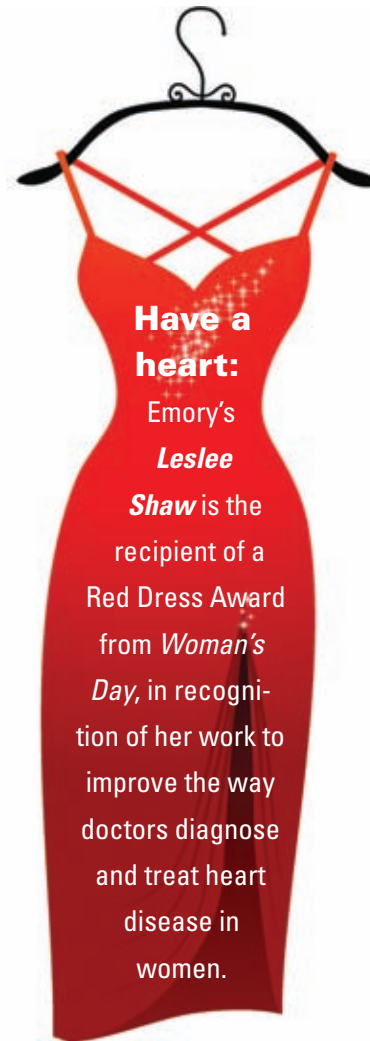 Have a
heart:
Emory’s
Leslee
Shaw is the
recipient of a
Red Dress Award
from Woman’s
Day, in recogni-
tion of her work to
improve the way
doctors diagnose
and treat heart
disease in
women.